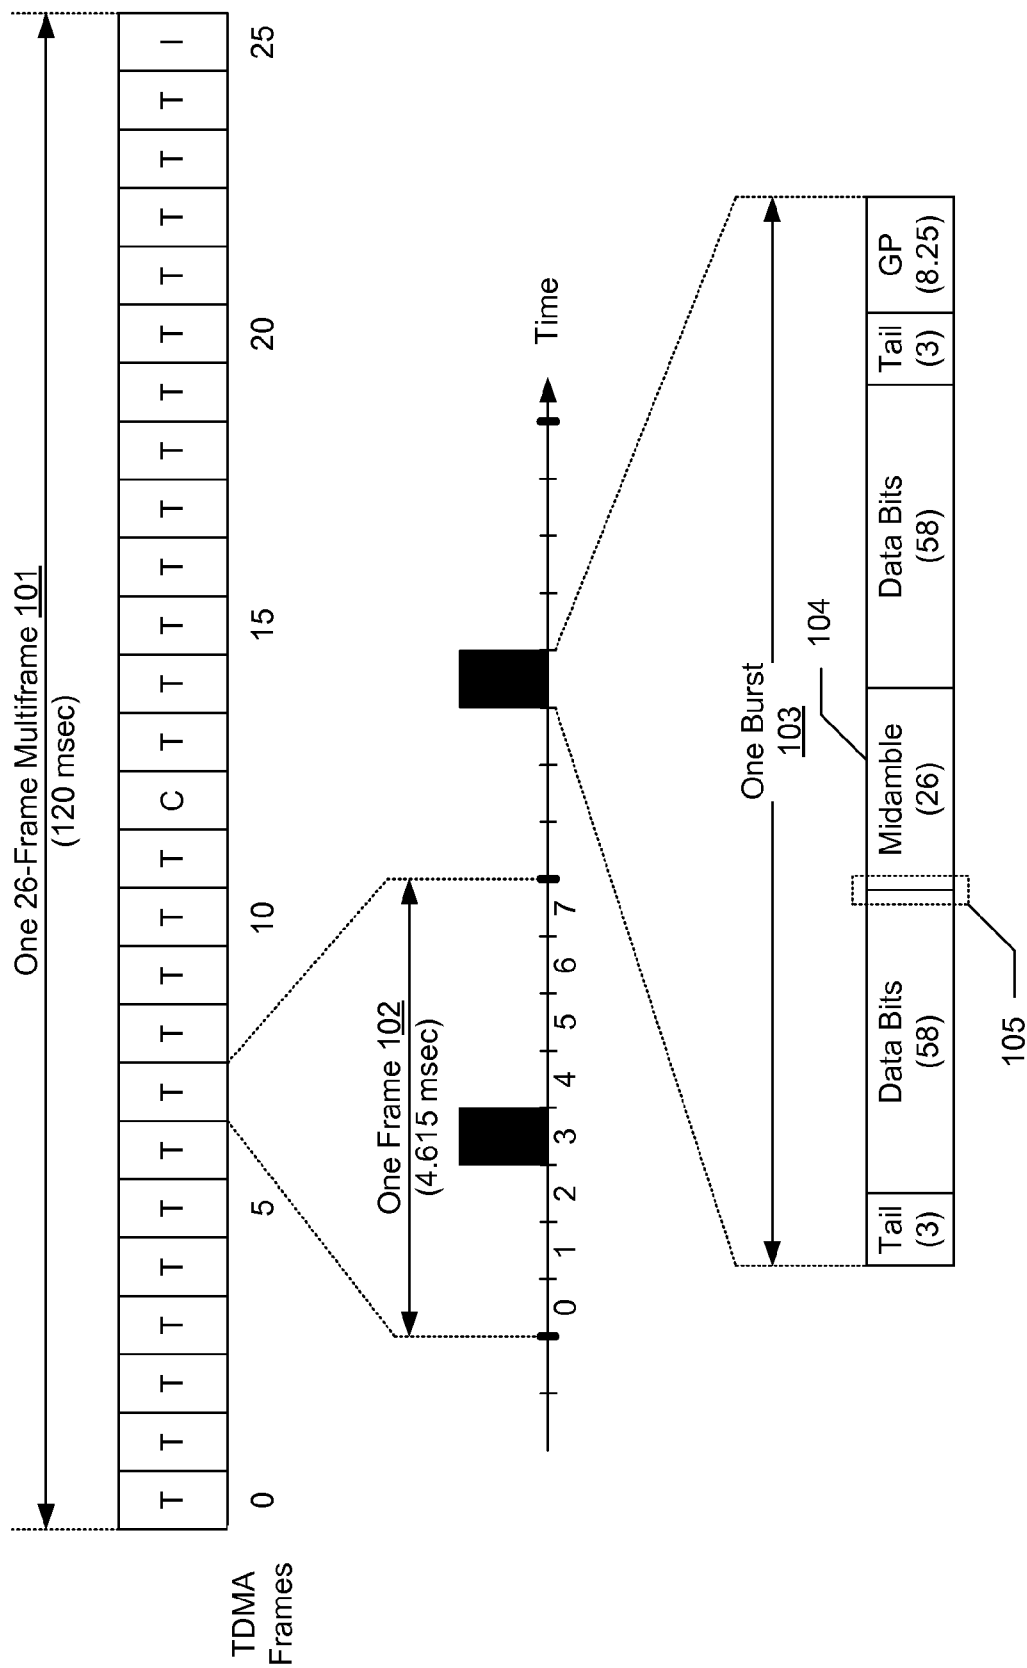 One 26-Frame Multiframe 101
(120 msec)
T T T T T T T T T T T T C T T T T T T T T T T T T I
TDMA
Frames
0 5 10 15 20 25
One Frame 102
(4.615 msec)
0 1 2 3 4 5 6 7
Time
One Burst
103
104
Tail
(3)
Data Bits
(58)
Midamble
(26)
Data Bits
(58)
Tail
(3)
GP
(8.25)
105